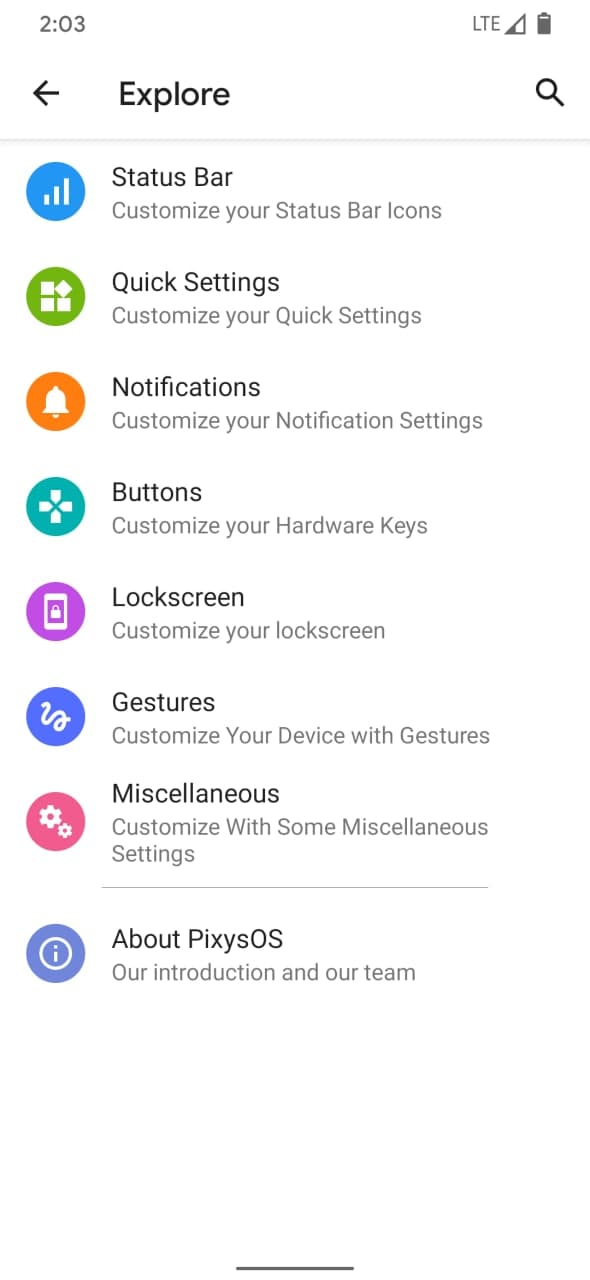 2:03
LTE
Explore
Status Bar
Customize your Status Bar Icons
Quick Settings
Customize your Quick Settings
Notifications
Customize your Notification Settings
Buttons
Customize your Hardware Keys
Lockscreen
Customize your lockscreen
Gestures
Customize Your Device with Gestures
Miscellaneous
Customize With Some Miscellaneous
Settings
About PixysOS
Our introduction and our team